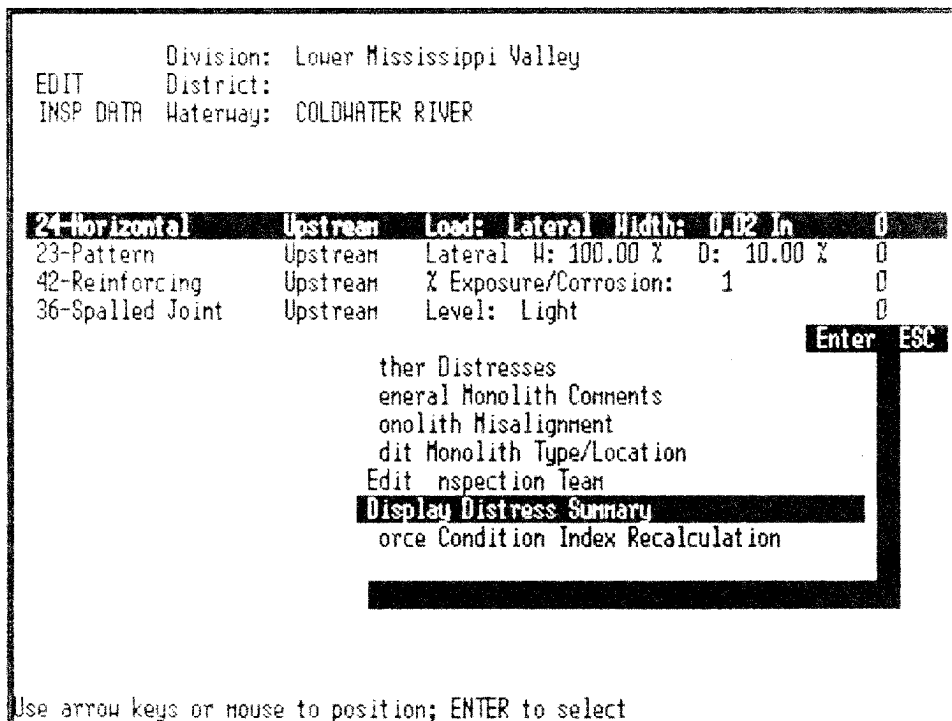 Division: Lower Mississippi Valley
EDIT District:
INSP DATA Waterway: COLDWATER RIVER
24-Horizontal Upstream Load: Lateral Width: 0.02 In 0
23-Pattern Upstream Lateral W: 100.00 % D: 10.00 % 0
42-Reinforcing Upstream % Exposure/Corrosion: 1 0
36-Spalled Joint Upstream Level: Light 0
Enter ESC
ther Distresses
eneral Monolith Comments
onolith Misalignment
dit Monolith Type/Location
Edit nspection Team
Display Distress Summary
orce Condition Index Recalculation
Use arrow keys or mouse to position; ENTER to select